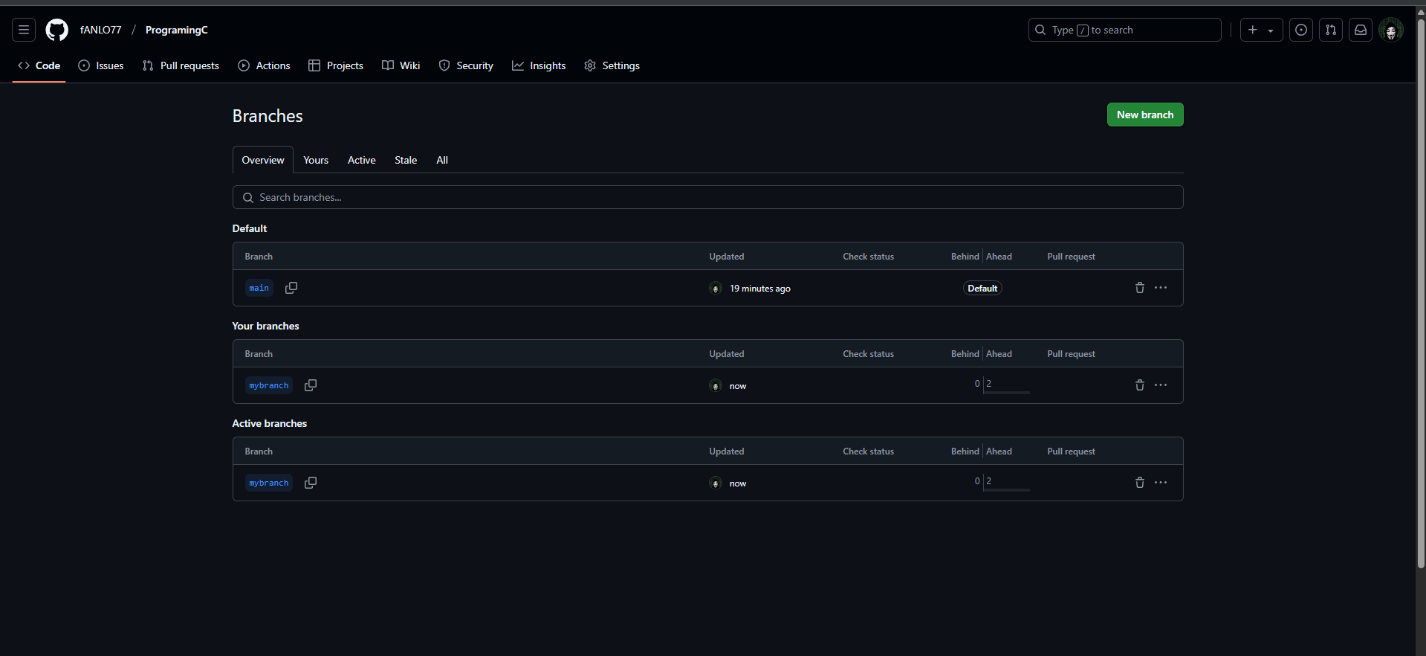 fANLO77 / ProgramingC
Type / to search
Code Issues Pull requests Actions Projects Wiki Security Insights Settings
Branches
New branch
Overview Yours Active Stale All
Search branches...
Default
Branch Updated Check status Behind Ahead Pull request
main 19 minutes ago Default
Your branches
Branch Updated Check status Behind Ahead Pull request
mybranch now 0 2
Active branches
Branch Updated Check status Behind Ahead Pull request
mybranch now 0 2